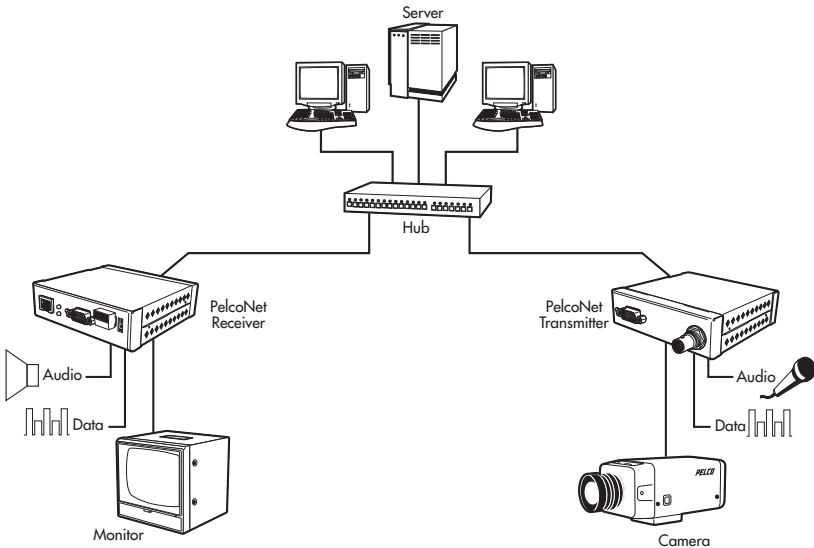 Server
Hub
PelcoNet
Receiver
PelcoNet
Transmitter
Audio
Data
Audio
Data
PELCO
Monitor
Camera